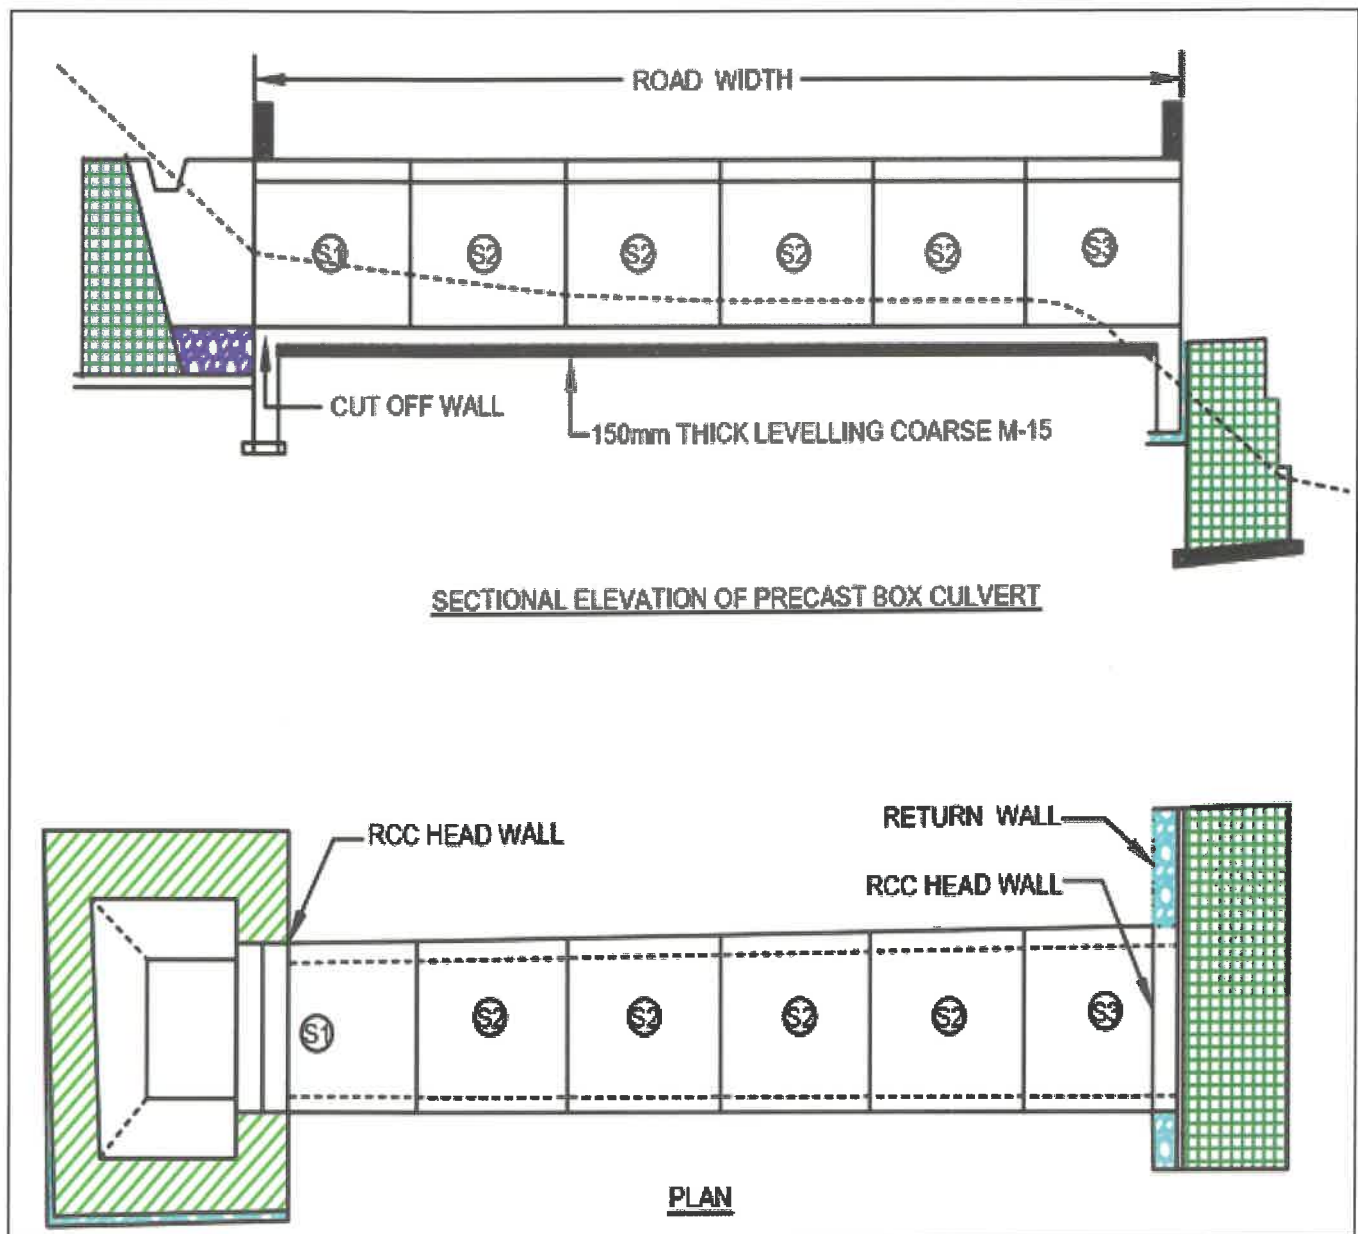 ROAD WIDTH
S1 S2 S2 S2 S2 S3
CUT OFF WALL
150mm THICK LEVELLING COARSE M-15
SECTIONAL ELEVATION OF PRECAST BOX CULVERT
RCC HEAD WALL
RETURN WALL
RCC HEAD WALL
S1 S2 S2 S2 S2 S3
PLAN